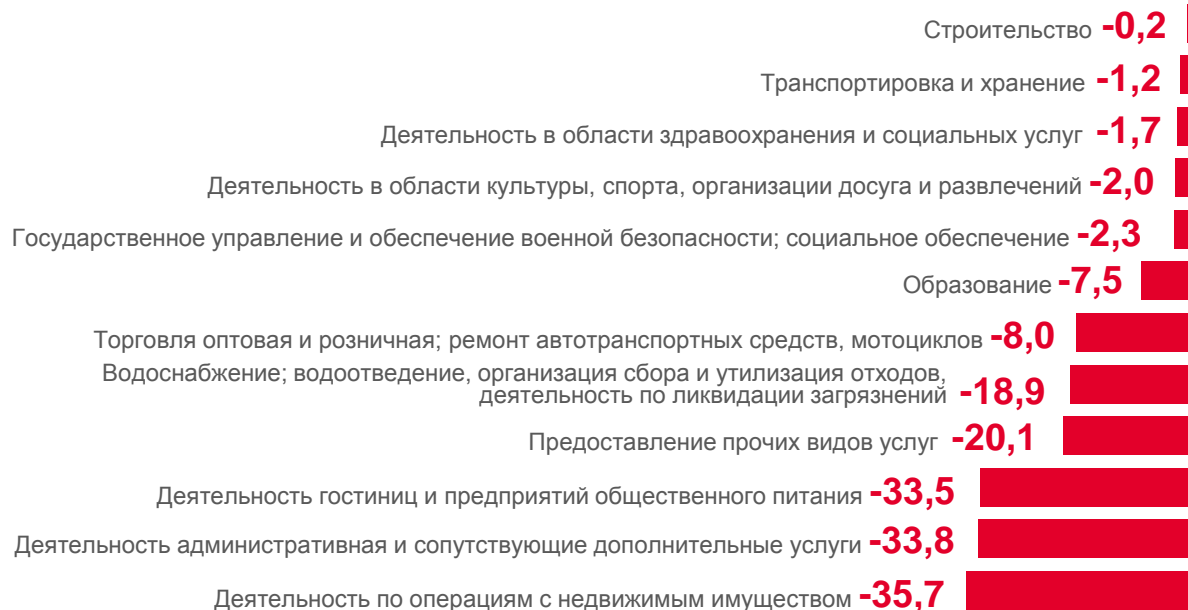 Строительство -0,2
Транспортировка и хранение -1,2
Деятельность в области здравоохранения и социальных услуг -1,7
Деятельность в области культуры, спорта, организации досуга и развлечений -2,0
Государственное управление и обеспечение военной безопасности; социальное обеспечение -2,3
Образование -7,5
Торговля оптовая и розничная; ремонт автотранспортных средств, мотоциклов -8,0
Водоснабжение; водоотведение, организация сбора и утилизация отходов,
деятельность по ликвидации загрязнений -18,9
Предоставление прочих видов услуг -20,1
Деятельность гостиниц и предприятий общественного питания -33,5
Деятельность административная и сопутствующие дополнительные услуги -33,8
Деятельность по операциям с недвижимым имуществом -35,7